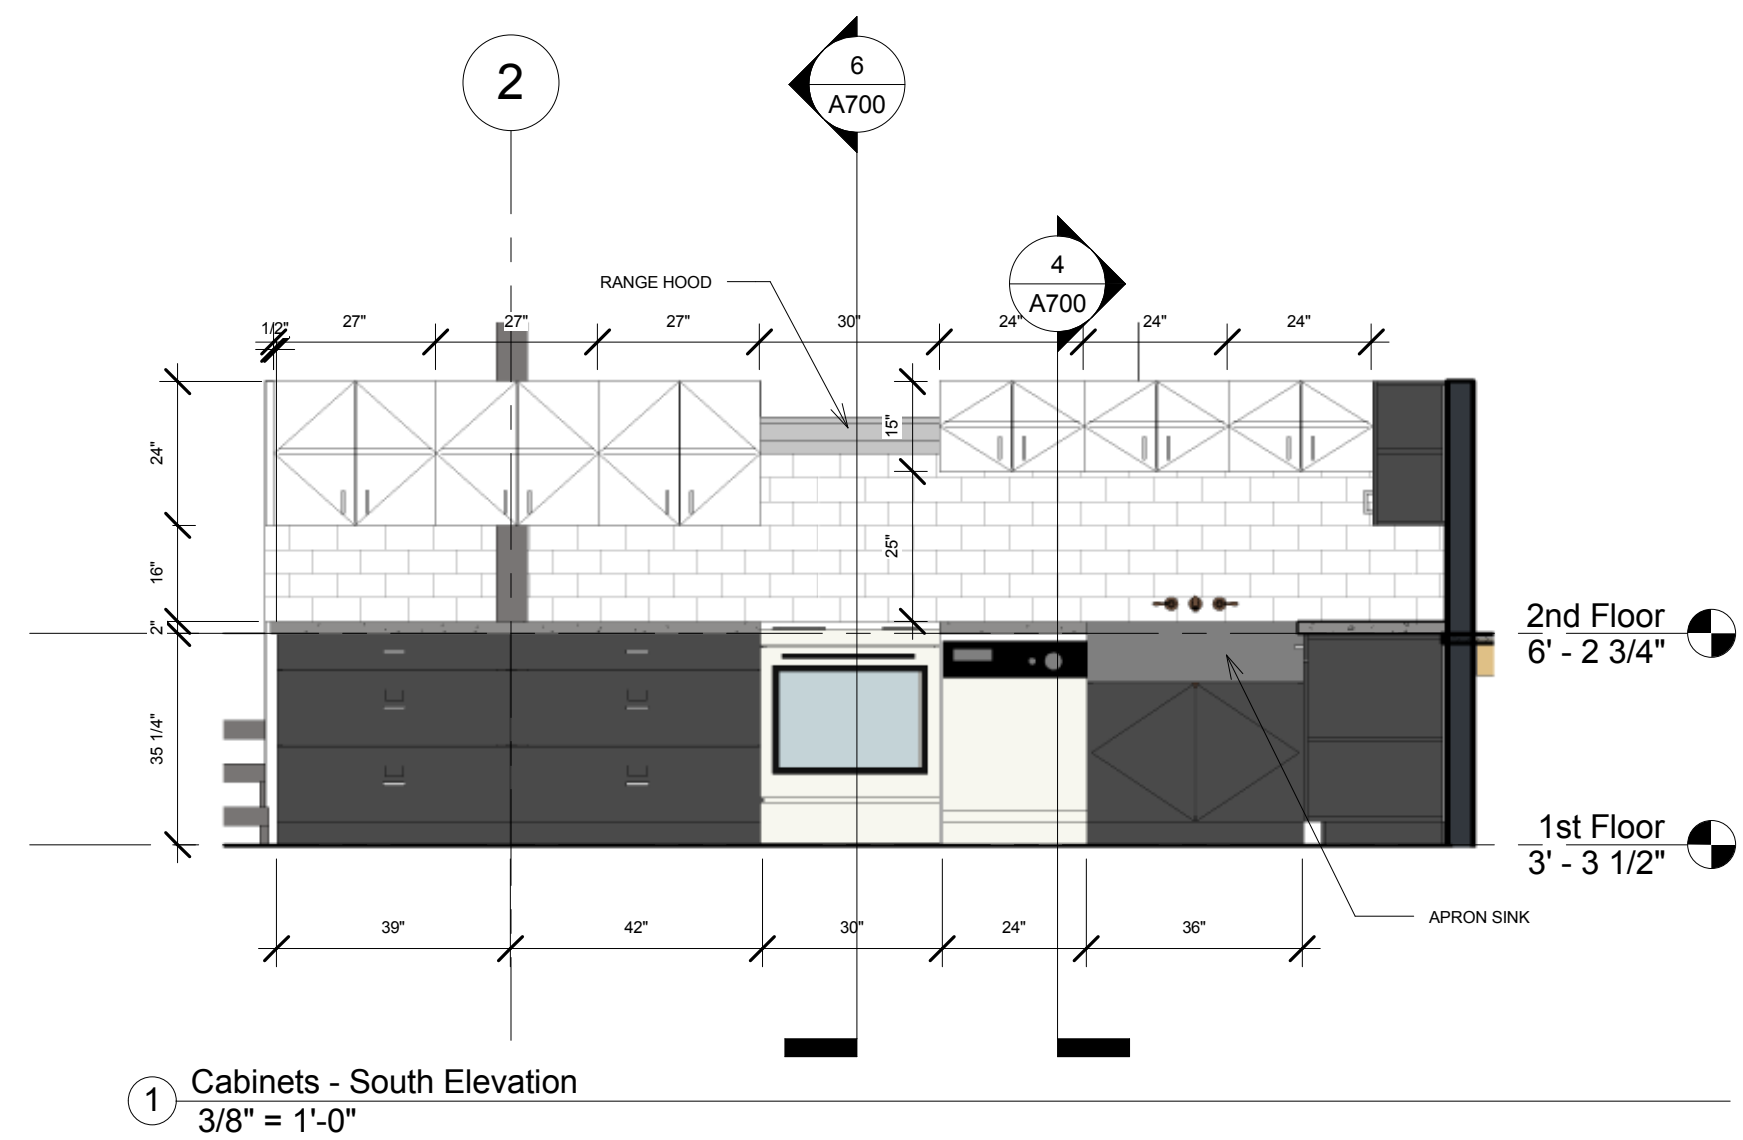 2
6
A700
4
A700
RANGE HOOD
1/2"
27"
27"
27"
30"
24"
24"
24"
24"
15"
16"
25"
2"
35 1/4"
2nd Floor
6' - 2 3/4"
1st Floor
3' - 3 1/2"
APRON SINK
39"
42"
30"
24"
36"
1
Cabinets - South Elevation
3/8" = 1'-0"